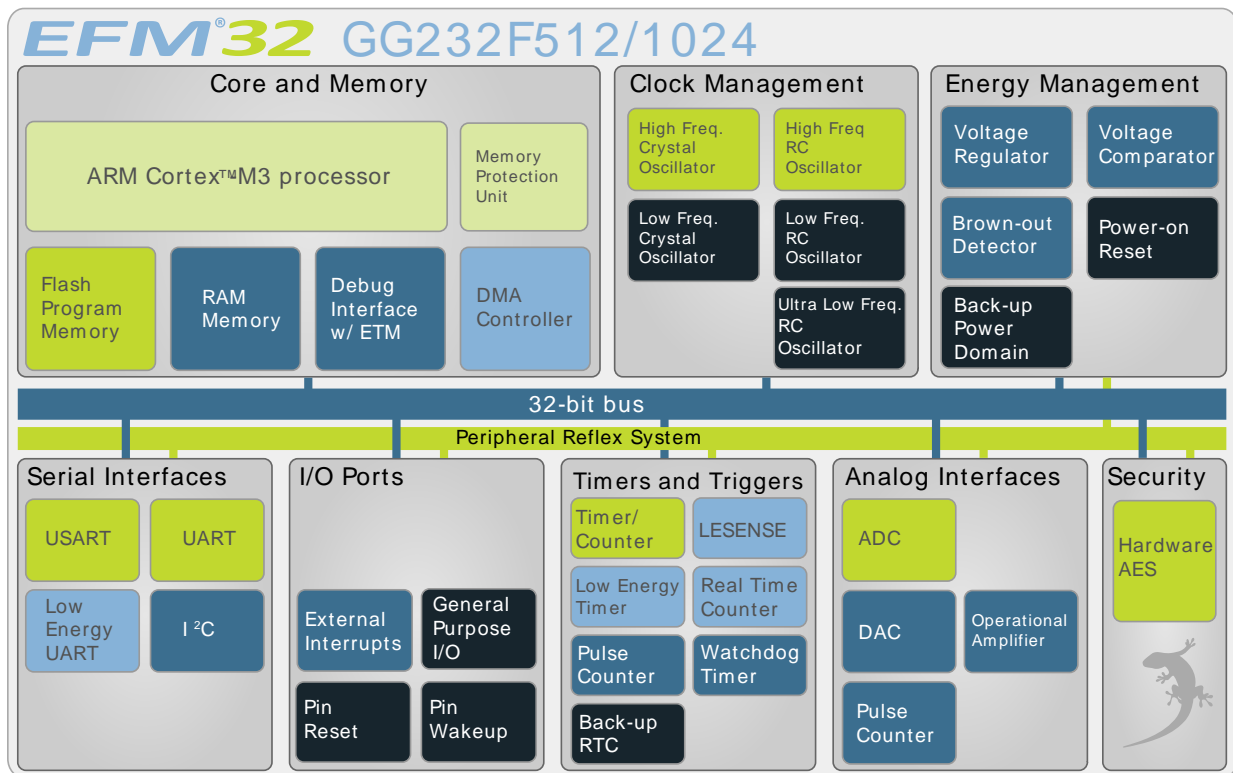 EFM®32 GG232F512/1024
Core and Memory
ARM Cortex™M3 processor
Memory
Protection
Unit
Flash
Program
Memory
RAM
Memory
Debug
Interface
w/ ETM
DMA
Controller
Clock Management
High Freq.
Crystal
Oscillator
High Freq
RC
Oscillator
Low Freq.
Crystal
Oscillator
Low Freq.
RC
Oscillator
Ultra Low Freq.
RC
Oscillator
Energy Management
Voltage
Regulator
Voltage
Comparator
Brown-out
Detector
Power-on
Reset
Back-up
Power
Domain
32-bit bus
Peripheral Reflex System
Serial Interfaces
USART
UART
Low
Energy
UART
I²C
I/O Ports
External
Interrupts
General
Purpose
I/O
Pin
Reset
Pin
Wakeup
Timers and Triggers
Timer/
Counter
LESENSE
Low Energy
Timer
Real Time
Counter
Pulse
Counter
Watchdog
Timer
Back-up
RTC
Analog Interfaces
ADC
DAC
Operational
Amplifier
Pulse
Counter
Security
Hardware
AES